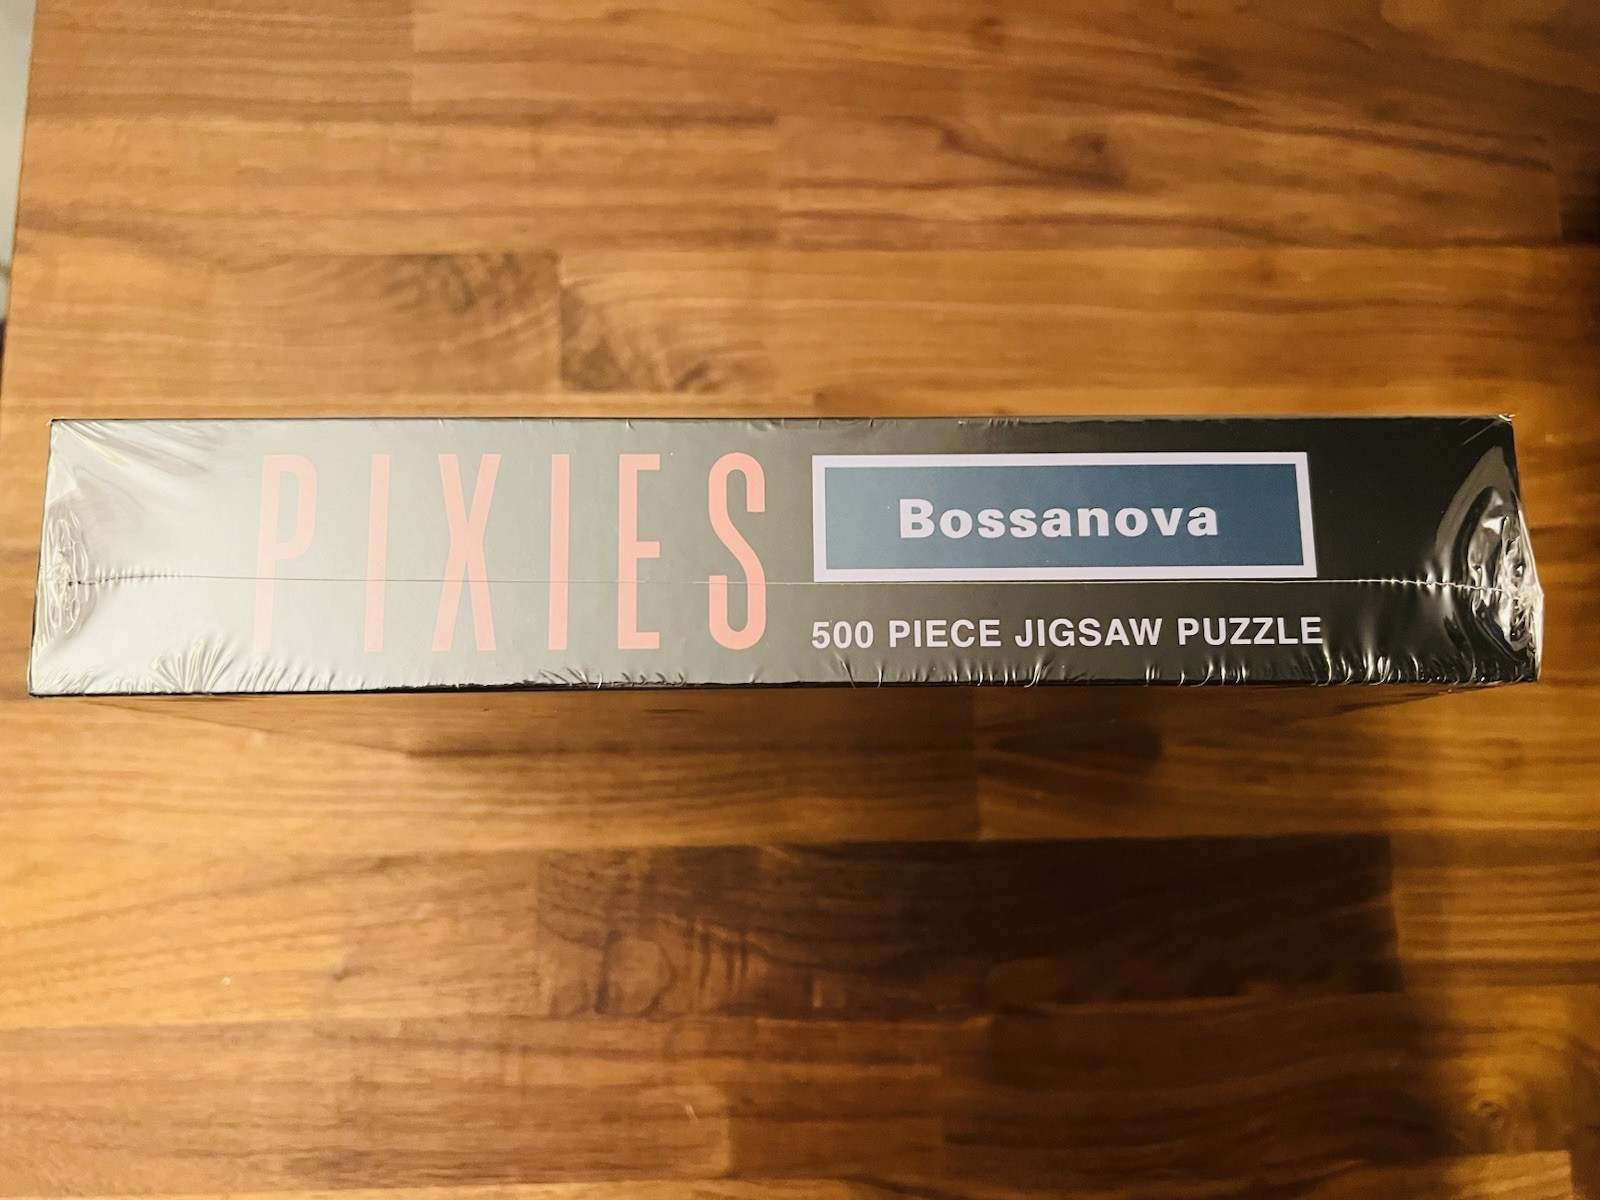 PIXIES
Bossanova
500 PIECE JIGSAW PUZZLE